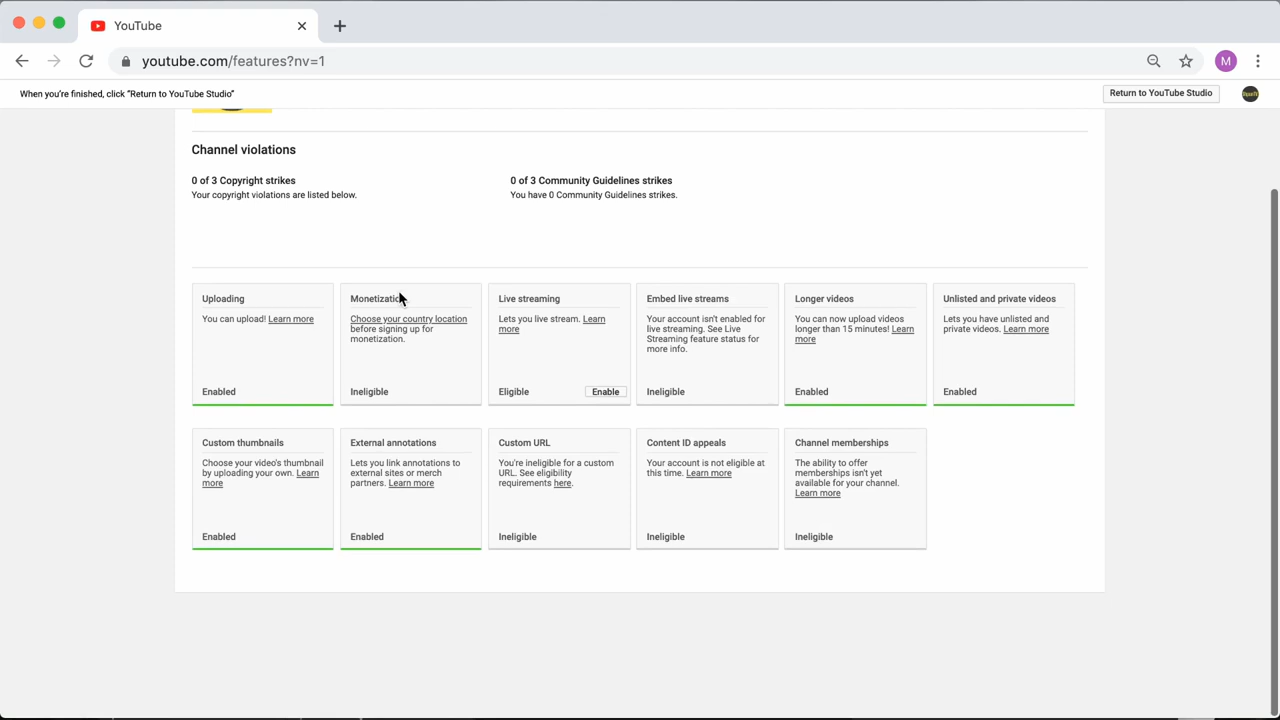 YouTube
youtube.com/features?nv=1
M
When you're finished, click "Return to YouTube Studio"
Return to YouTube Studio
Channel violations
0 of 3 Copyright strikes
Your copyright violations are listed below.
0 of 3 Community Guidelines strikes
You have 0 Community Guidelines strikes.
Uploading
You can upload! Learn more
Enabled
Monetization
Choose your country location
before signing up for
monetization.
Ineligible
Live streaming
Lets you live stream. Learn
more
Eligible
Enable
Embed live streams
Your account isn't enabled for
live streaming. See Live
Streaming feature status for
more info.
Ineligible
Longer videos
You can now upload videos
longer than 15 minutes! Learn
more
Enabled
Unlisted and private videos
Lets you have unlisted and
private videos. Learn more
Enabled
Custom thumbnails
Choose your video's thumbnail
by uploading your own. Learn
more
Enabled
External annotations
Lets you link annotations to
external sites or merch
partners. Learn more
Enabled
Custom URL
You're ineligible for a custom
URL. See eligibility
requirements here.
Ineligible
Content ID appeals
Your account is not eligible at
this time. Learn more
Ineligible
Channel memberships
The ability to offer
memberships isn't yet
available for your channel.
Learn more
Ineligible